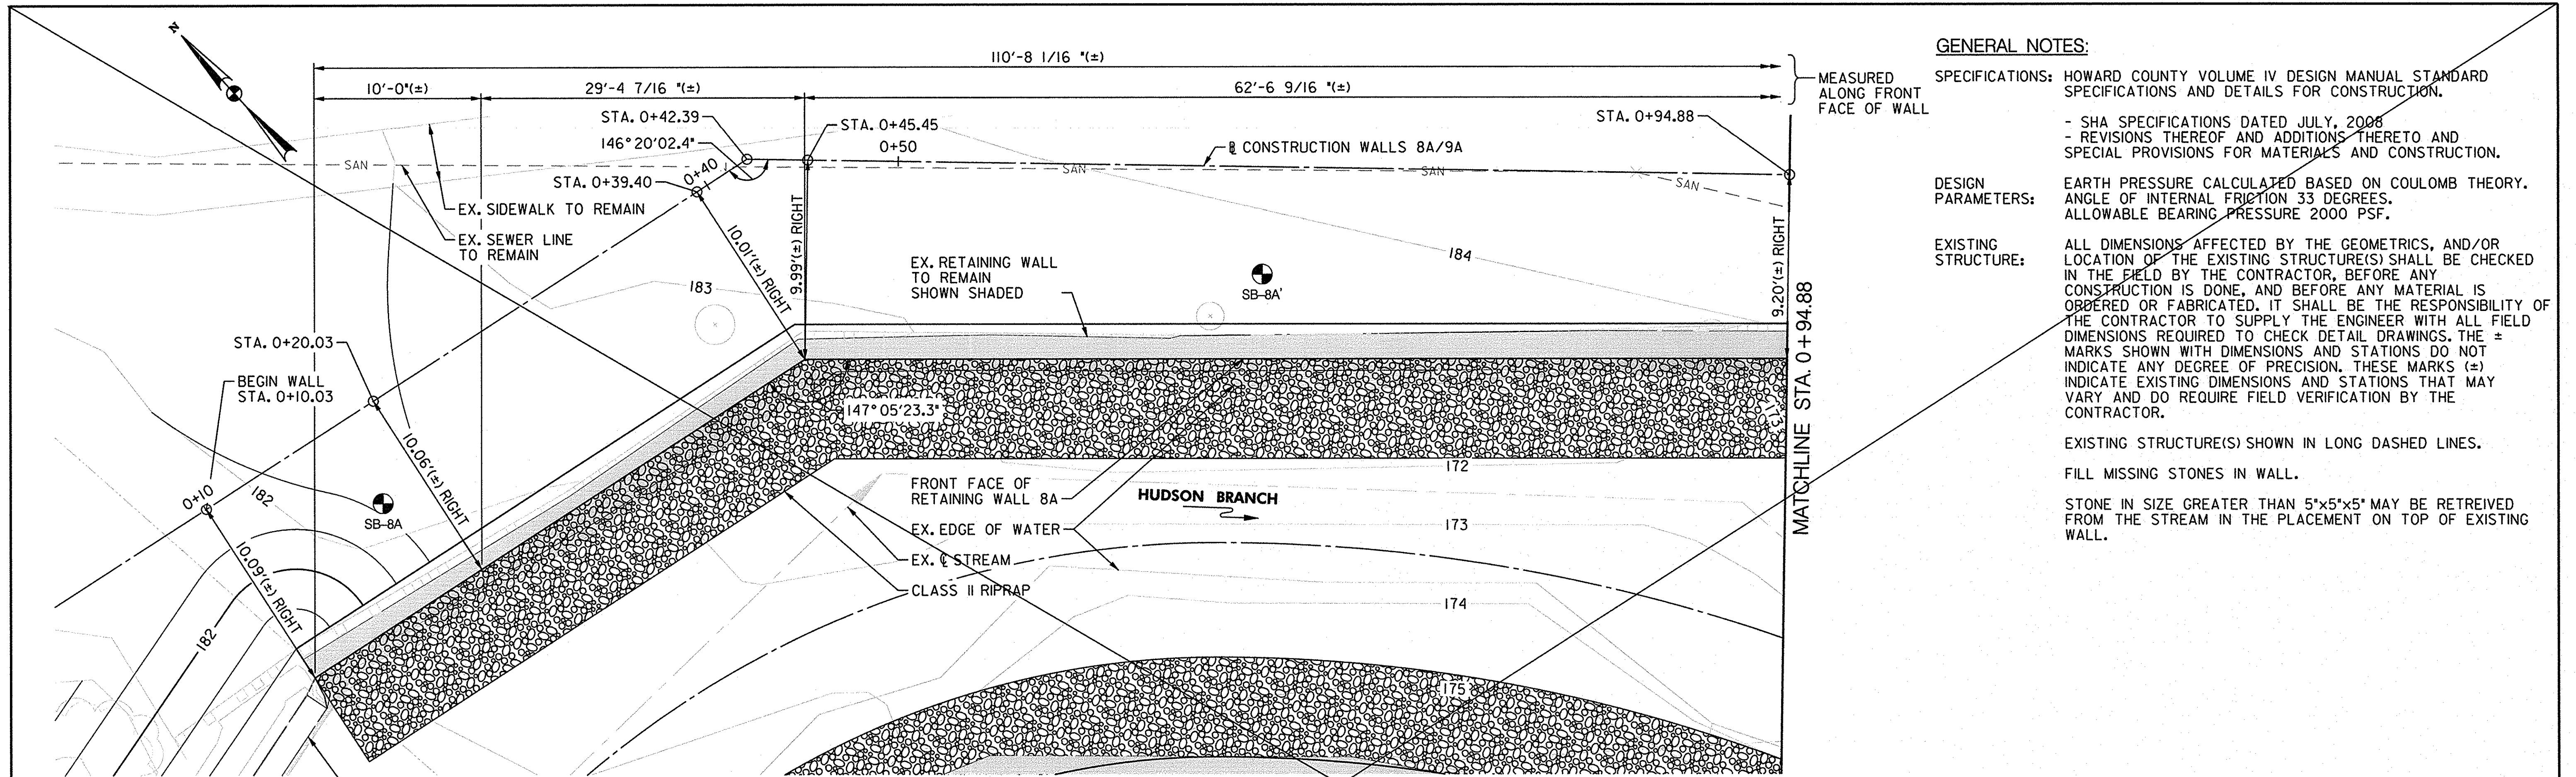 N
110'-8 1/16 "(±)
10'-0"(±)
29'-4 7/16 "(±)
62'-6 9/16 "(±)
MEASURED
ALONG FRONT
FACE OF WALL
STA. 0+42.39
146°20'02.4"
STA. 0+39.40
0+40
STA. 0+45.45
0+50
STA. 0+94.88
℄ CONSTRUCTION WALLS 8A/9A
SAN
SAN
SAN
SAN
EX. SIDEWALK TO REMAIN
EX. SEWER LINE
TO REMAIN
10.01'(±) RIGHT
9.99'(±) RIGHT
9.20'(±) RIGHT
EX. RETAINING WALL
TO REMAIN
SHOWN SHADED
SB-8A'
184
183
STA. 0+20.03
BEGIN WALL
STA. 0+10.03
0+10
182
SB-8A
10.06'(±) RIGHT
10.09'(±) RIGHT
182
147° 05'23.3"
173
MATCHLINE STA. 0+94.88
172
FRONT FACE OF
RETAINING WALL 8A
HUDSON BRANCH
EX. EDGE OF WATER
173
EX. ℄ STREAM
CLASS II RIPRAP
174
175
GENERAL NOTES:
SPECIFICATIONS: HOWARD COUNTY VOLUME IV DESIGN MANUAL STANDARD
SPECIFICATIONS AND DETAILS FOR CONSTRUCTION.
- SHA SPECIFICATIONS DATED JULY, 2008
- REVISIONS THEREOF AND ADDITIONS THERETO AND
SPECIAL PROVISIONS FOR MATERIALS AND CONSTRUCTION.
DESIGN EARTH PRESSURE CALCULATED BASED ON COULOMB THEORY.
PARAMETERS: ANGLE OF INTERNAL FRICTION 33 DEGREES.
ALLOWABLE BEARING PRESSURE 2000 PSF.
EXISTING ALL DIMENSIONS AFFECTED BY THE GEOMETRICS, AND/OR
STRUCTURE: LOCATION OF THE EXISTING STRUCTURE(S) SHALL BE CHECKED
IN THE FIELD BY THE CONTRACTOR, BEFORE ANY
CONSTRUCTION IS DONE, AND BEFORE ANY MATERIAL IS
ORDERED OR FABRICATED. IT SHALL BE THE RESPONSIBILITY OF
THE CONTRACTOR TO SUPPLY THE ENGINEER WITH ALL FIELD
DIMENSIONS REQUIRED TO CHECK DETAIL DRAWINGS. THE ±
MARKS SHOWN WITH DIMENSIONS AND STATIONS DO NOT
INDICATE ANY DEGREE OF PRECISION. THESE MARKS (±)
INDICATE EXISTING DIMENSIONS AND STATIONS THAT MAY
VARY AND DO REQUIRE FIELD VERIFICATION BY THE
CONTRACTOR.
EXISTING STRUCTURE(S) SHOWN IN LONG DASHED LINES.
FILL MISSING STONES IN WALL.
STONE IN SIZE GREATER THAN 5"x5"x5" MAY BE RETREIVED
FROM THE STREAM IN THE PLACEMENT ON TOP OF EXISTING
WALL.